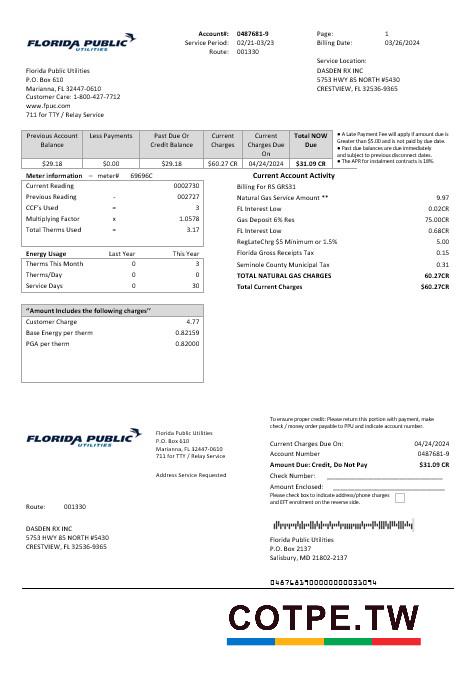 FLORIDA PUBLIC
UTILITIES
Account#: 0487681-9
Service Period: 02/21-03/23
Route: 001330
Page: 1
Billing Date: 03/26/2024
Service Location:
DASDEN RX INC
5753 HWY 85 NORTH #5430
CRESTVIEW, FL 32536-9365
Florida Public Utilities
P.O. Box 610
Marianna, FL 32447-0610
Customer Care: 1-800-427-7712
www.fpuc.com
711 for TTY / Relay Service
Previous Account Balance Less Payments Past Due Or Credit Balance Current Charges Current Charges Due On Total NOW Due
$29.18 $0.00 $29.18 $60.27 CR 04/24/2024 $31.09 CR
• A Late Payment Fee will apply if amount due is
Greater than $5.00 and is not paid by due date.
• Past due balances are due immediately
and subject to previous disconnect dates.
• The APR for instalment contracts is 18%.
Meter information – meter# 69696C
Current Reading 0002730
Previous Reading - 002727
CCF's Used = 3
Multiplying Factor x 1.0578
Total Therms Used = 3.17
Energy Usage Last Year This Year
Therms This Month 0 3
Therms/Day 0 0
Service Days 0 30
"Amount Includes the following charges"
Customer Charge 4.77
Base Energy per therm 0.82159
PGA per therm 0.82000
Current Account Activity
Billing For RS GRS31
Natural Gas Service Amount ** 9.97
FL Interest Low 0.02CR
Gas Deposit 6% Res 75.00CR
FL Interest Low 0.68CR
RegLateChrg $5 Minimum or 1.5% 5.00
Florida Gross Receipts Tax 0.15
Seminole County Municipal Tax 0.31
TOTAL NATURAL GAS CHARGES 60.27CR
Total Current Charges $60.27CR
FLORIDA PUBLIC
UTILITIES
Florida Public Utilities
P.O. Box 610
Marianna, FL 32447-0610
711 for TTY / Relay Service
Address Service Requested
To ensure proper credit: Please return this portion with payment, make
check / money order payable to PPU and indicate account number.
Current Charges Due On: 04/24/2024
Account Number 0487681-9
Amount Due: Credit, Do Not Pay $31.09 CR
Check Number:
Amount Enclosed:
Please check box to indicate address/phone charges
and EFT enrolment on the reverse side.
Route: 001330
DASDEN RX INC
5753 HWY 85 NORTH #5430
CRESTVIEW, FL 32536-9365
Florida Public Utilities
P.O. Box 2137
Salisbury, MD 21802-2137
COTPE.TW